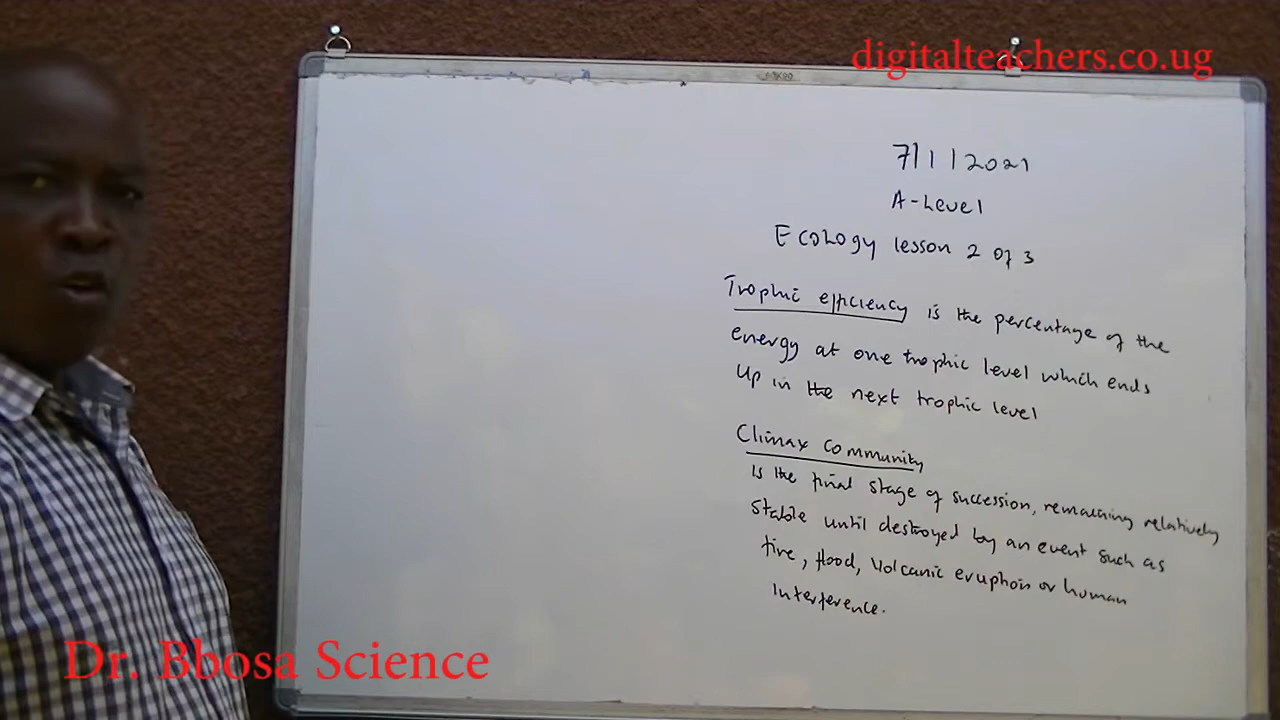 digitalteachers.co.ug
7/1/2021
A-Level
Ecology lesson 2 of 3
Trophic efficiency is the percentage of the
energy at one trophic level which ends
up in the next trophic level
Climax community
is the final stage of succession, remaining relatively
stable until destroyed by an event such as
fire, flood, volcanic eruption or human
interference.
Dr. Bbosa Science